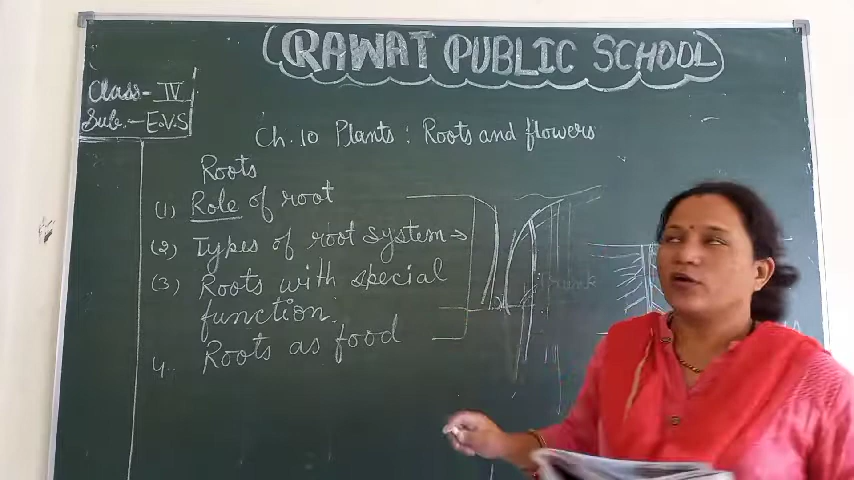 RAWAT PUBLIC SCHOOL
Class - IV
Sub. - E.V.S
Ch. 10 Plants : Roots and flowers
Roots
(1) Role of root
(2) Types of root system →
(3) Roots with special
function.
4. Roots as food
Trunk